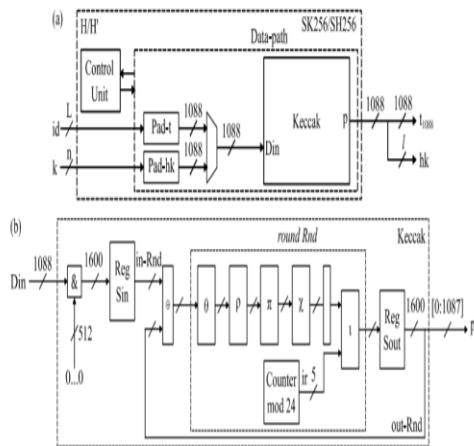 (a)
H/H'
SK256/SH256
Data-path
Control
Unit
L
id
Pad-t
1088
n
k
Pad-hk
1088
1088
Din
Keccak
p
1088
1088
t1088
l
hk
(b)
Keccak
round Rnd
Din
1088
&
1600
Reg
Sin
in-Rnd
θ
ρ
π
χ
ι
Reg
Sout
1600
[0:1087]
P
512
0...0
Counter
mod 24
ir
5
out-Rnd